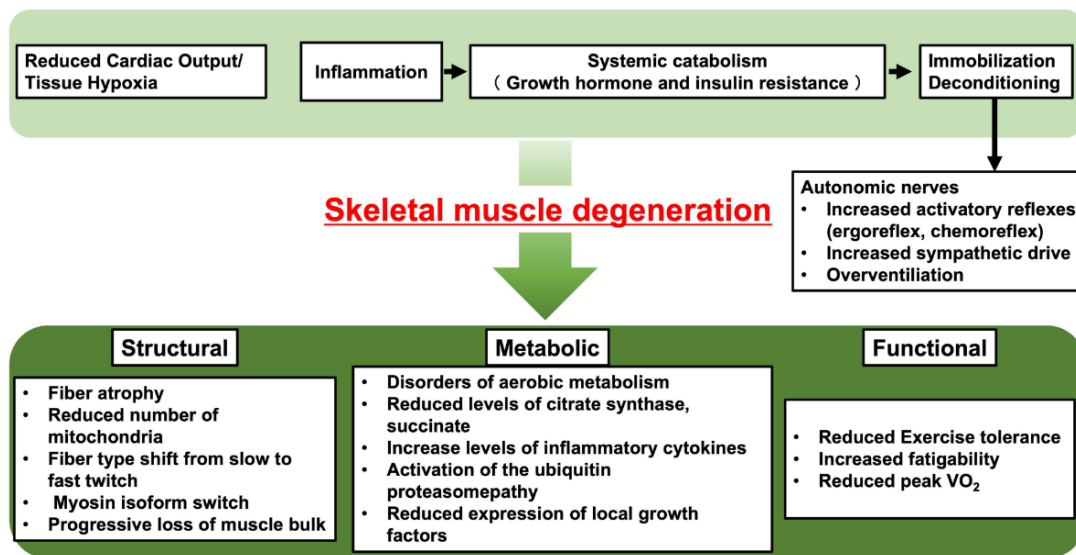 Reduced Cardiac Output/
Tissue Hypoxia
Inflammation
Systemic catabolism
( Growth hormone and insulin resistance )
Immobilization
Deconditioning
Skeletal muscle degeneration
Autonomic nerves
• Increased activatory reflexes
(ergoreflex, chemoreflex)
• Increased sympathetic drive
• Overventiliation
Structural
• Fiber atrophy
• Reduced number of
mitochondria
• Fiber type shift from slow to
fast twitch
• Myosin isoform switch
• Progressive loss of muscle bulk
Metabolic
• Disorders of aerobic metabolism
• Reduced levels of citrate synthase,
succinate
• Increase levels of inflammatory cytokines
• Activation of the ubiquitin
proteasomepathy
• Reduced expression of local growth
factors
Functional
• Reduced Exercise tolerance
• Increased fatigability
• Reduced peak VO₂